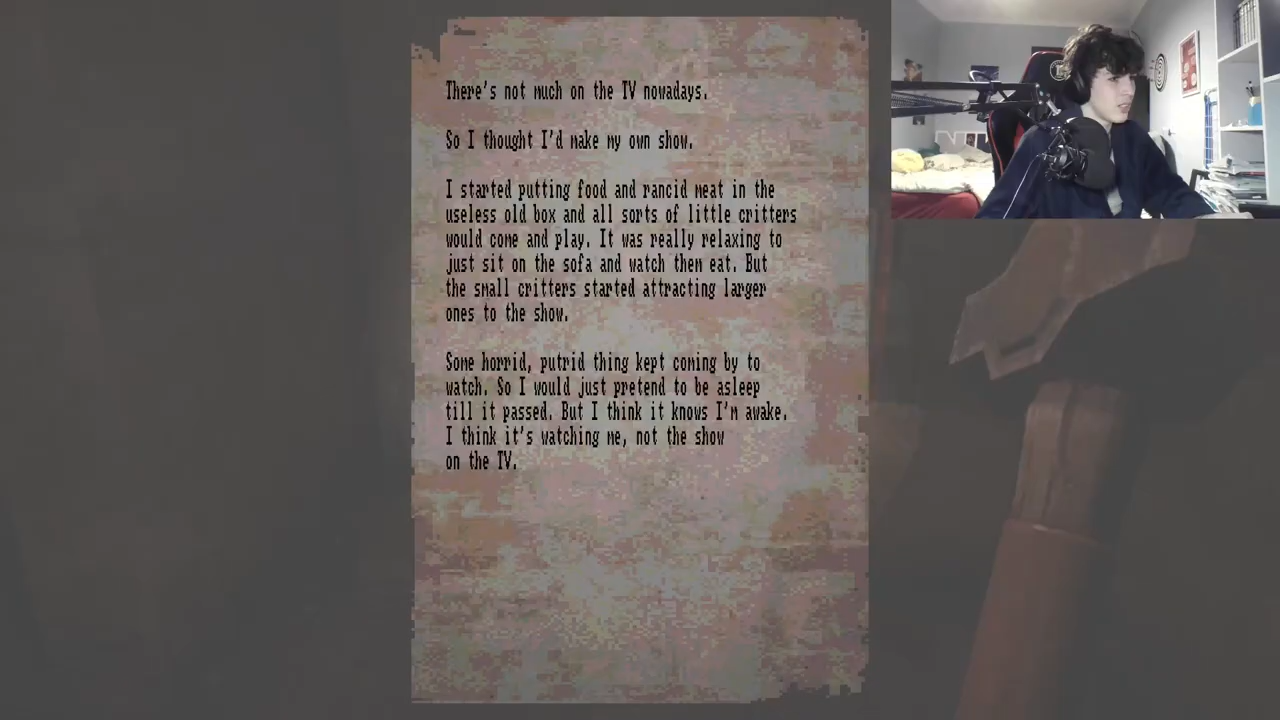 There's not much on the TV nowadays.
So I thought I'd make my own show.
I started putting food and rancid meat in the
useless old box and all sorts of little critters
would come and play. It was really relaxing to
just sit on the sofa and watch them eat. But
the small critters started attracting larger
ones to the show.
Some horrid, putrid thing kept coming by to
watch. So I would just pretend to be asleep
till it passed. But I think it knows I'm awake.
I think it's watching me, not the show
on the TV.